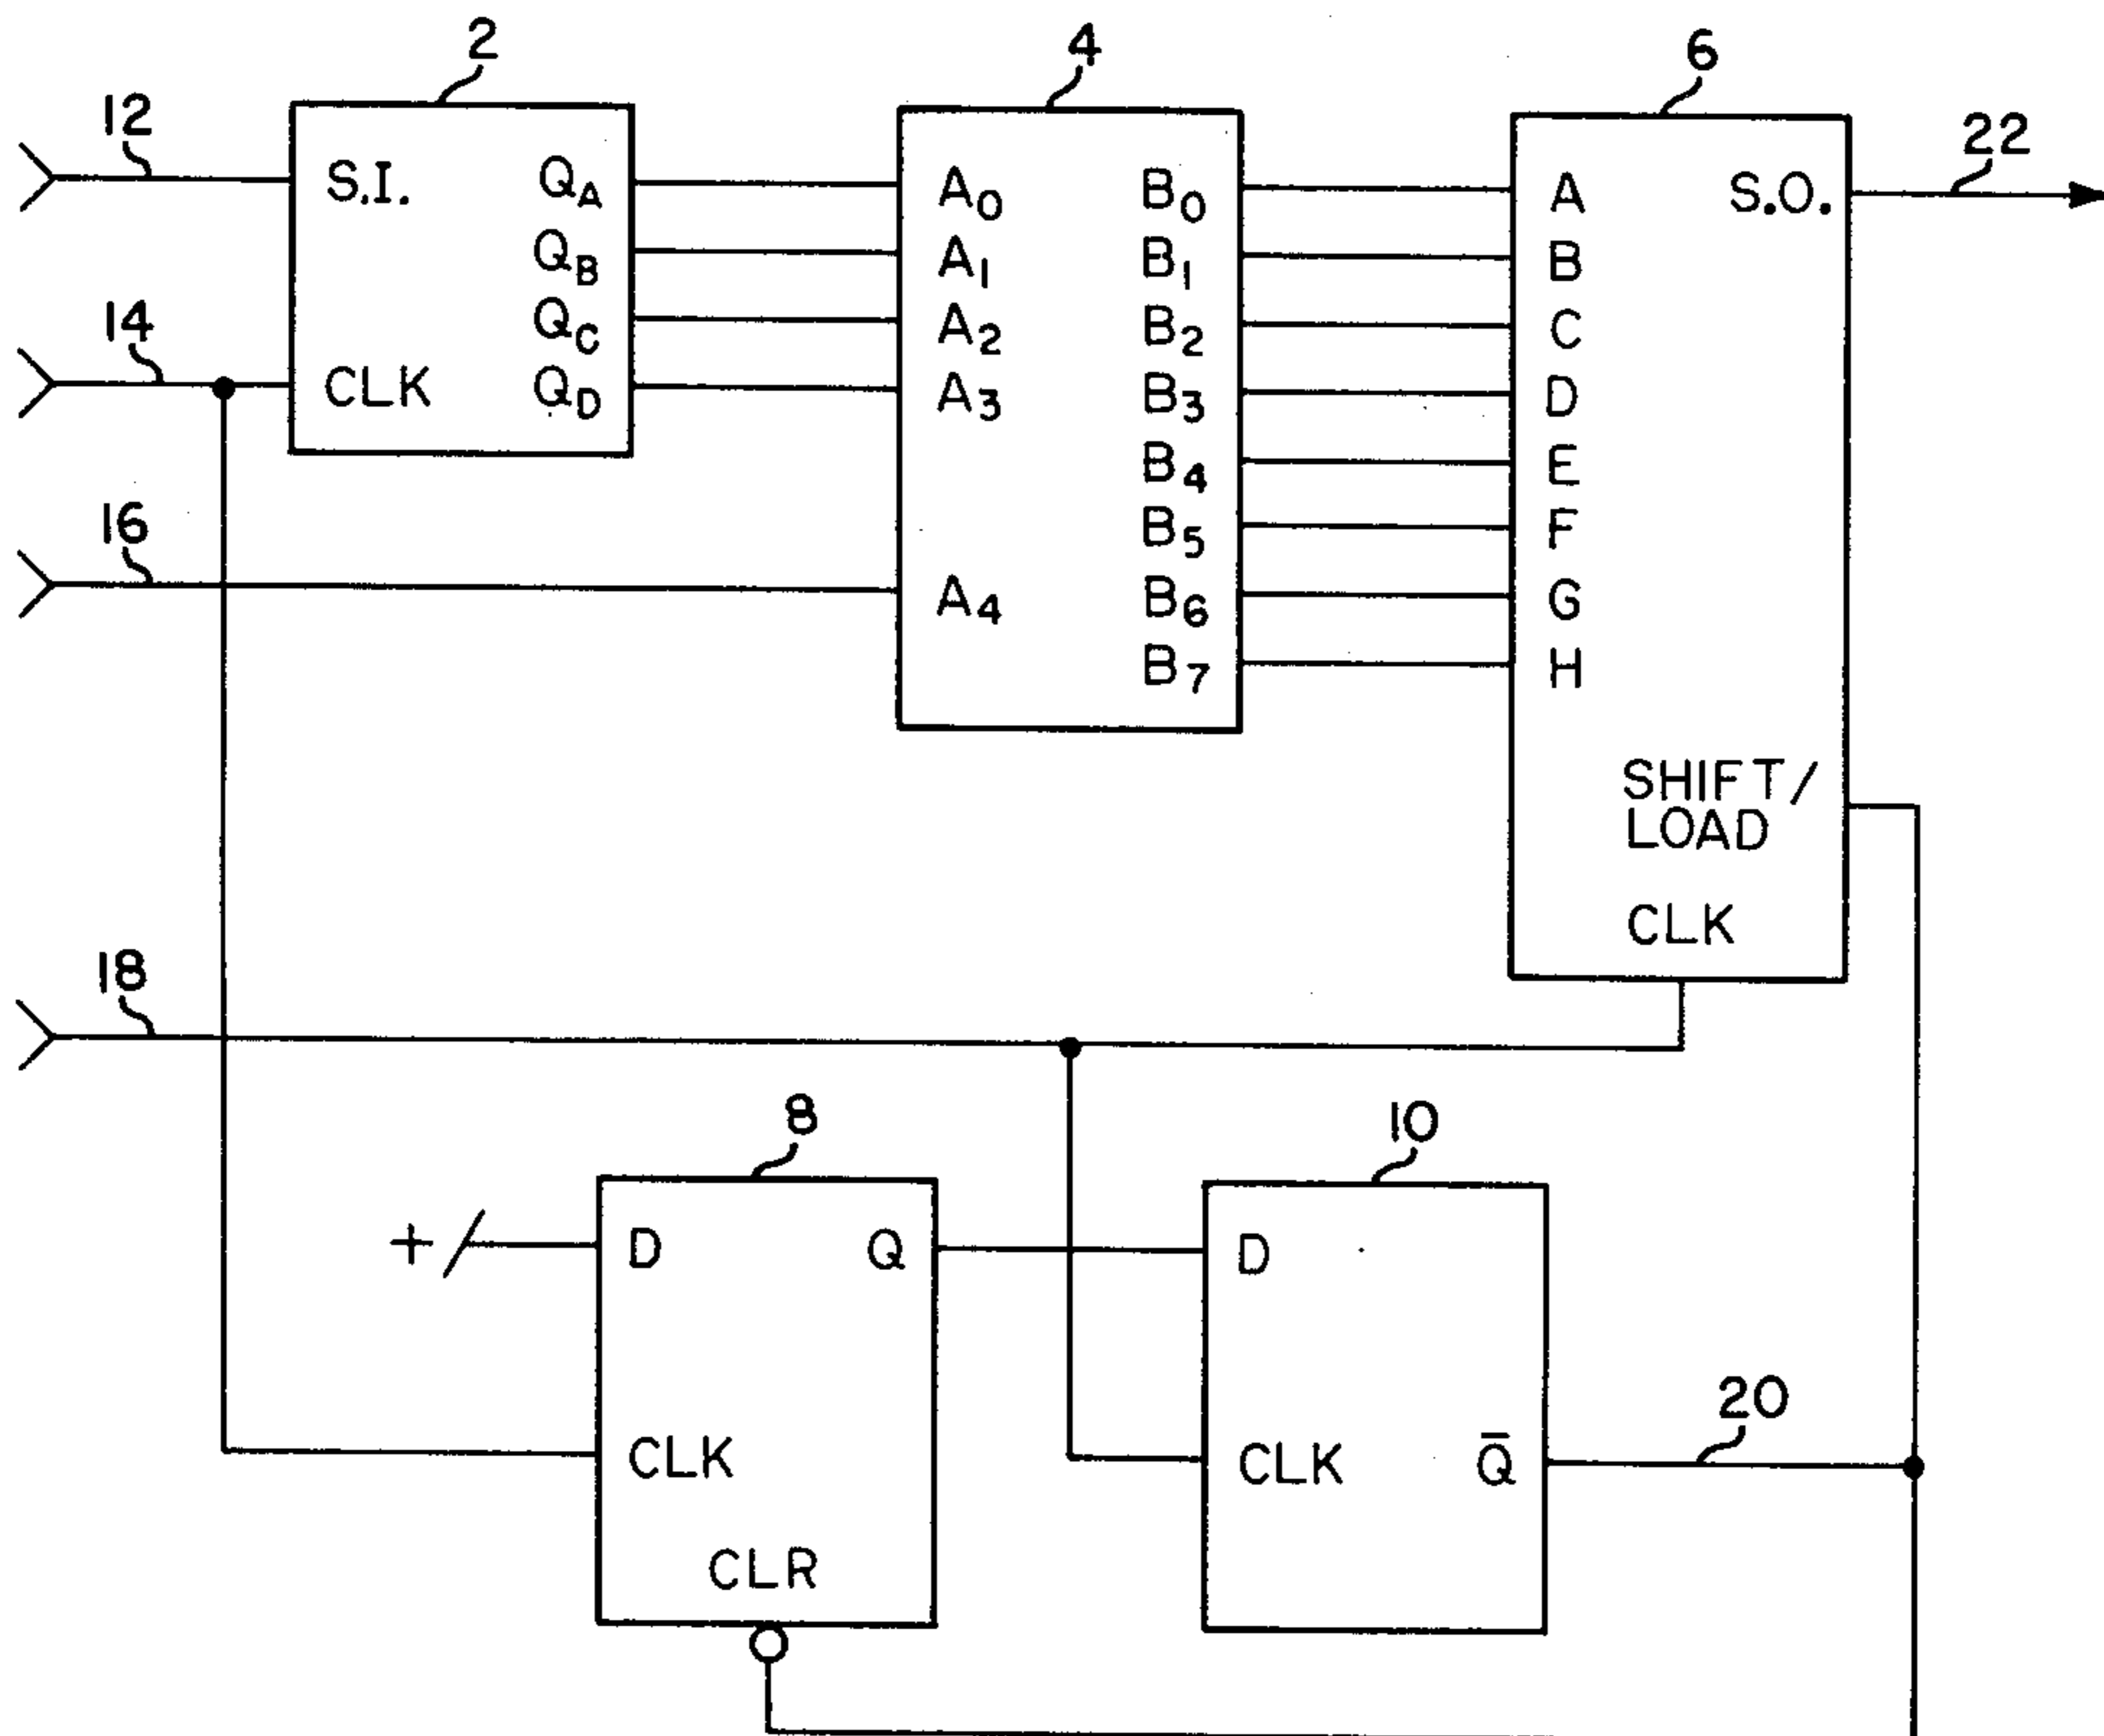 2
4
6
12
S.I.
QA
A0
B0
A
S.O.
22
QB
A1
B1
B
14
QC
A2
B2
C
CLK
QD
A3
B3
D
B4
E
16
B5
F
A4
B6
G
B7
H
SHIFT/
LOAD
CLK
18
8
10
+
D
Q
D
20
CLK
CLK
Q̄
CLR